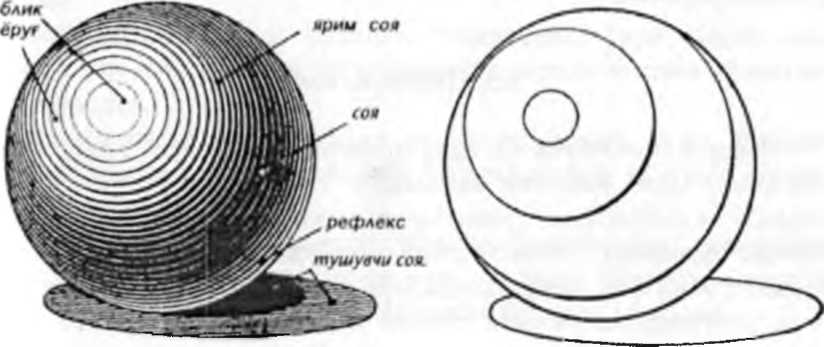 блик
ёруғ
ярим соя
соя
рефлекс
тушувчи соя.